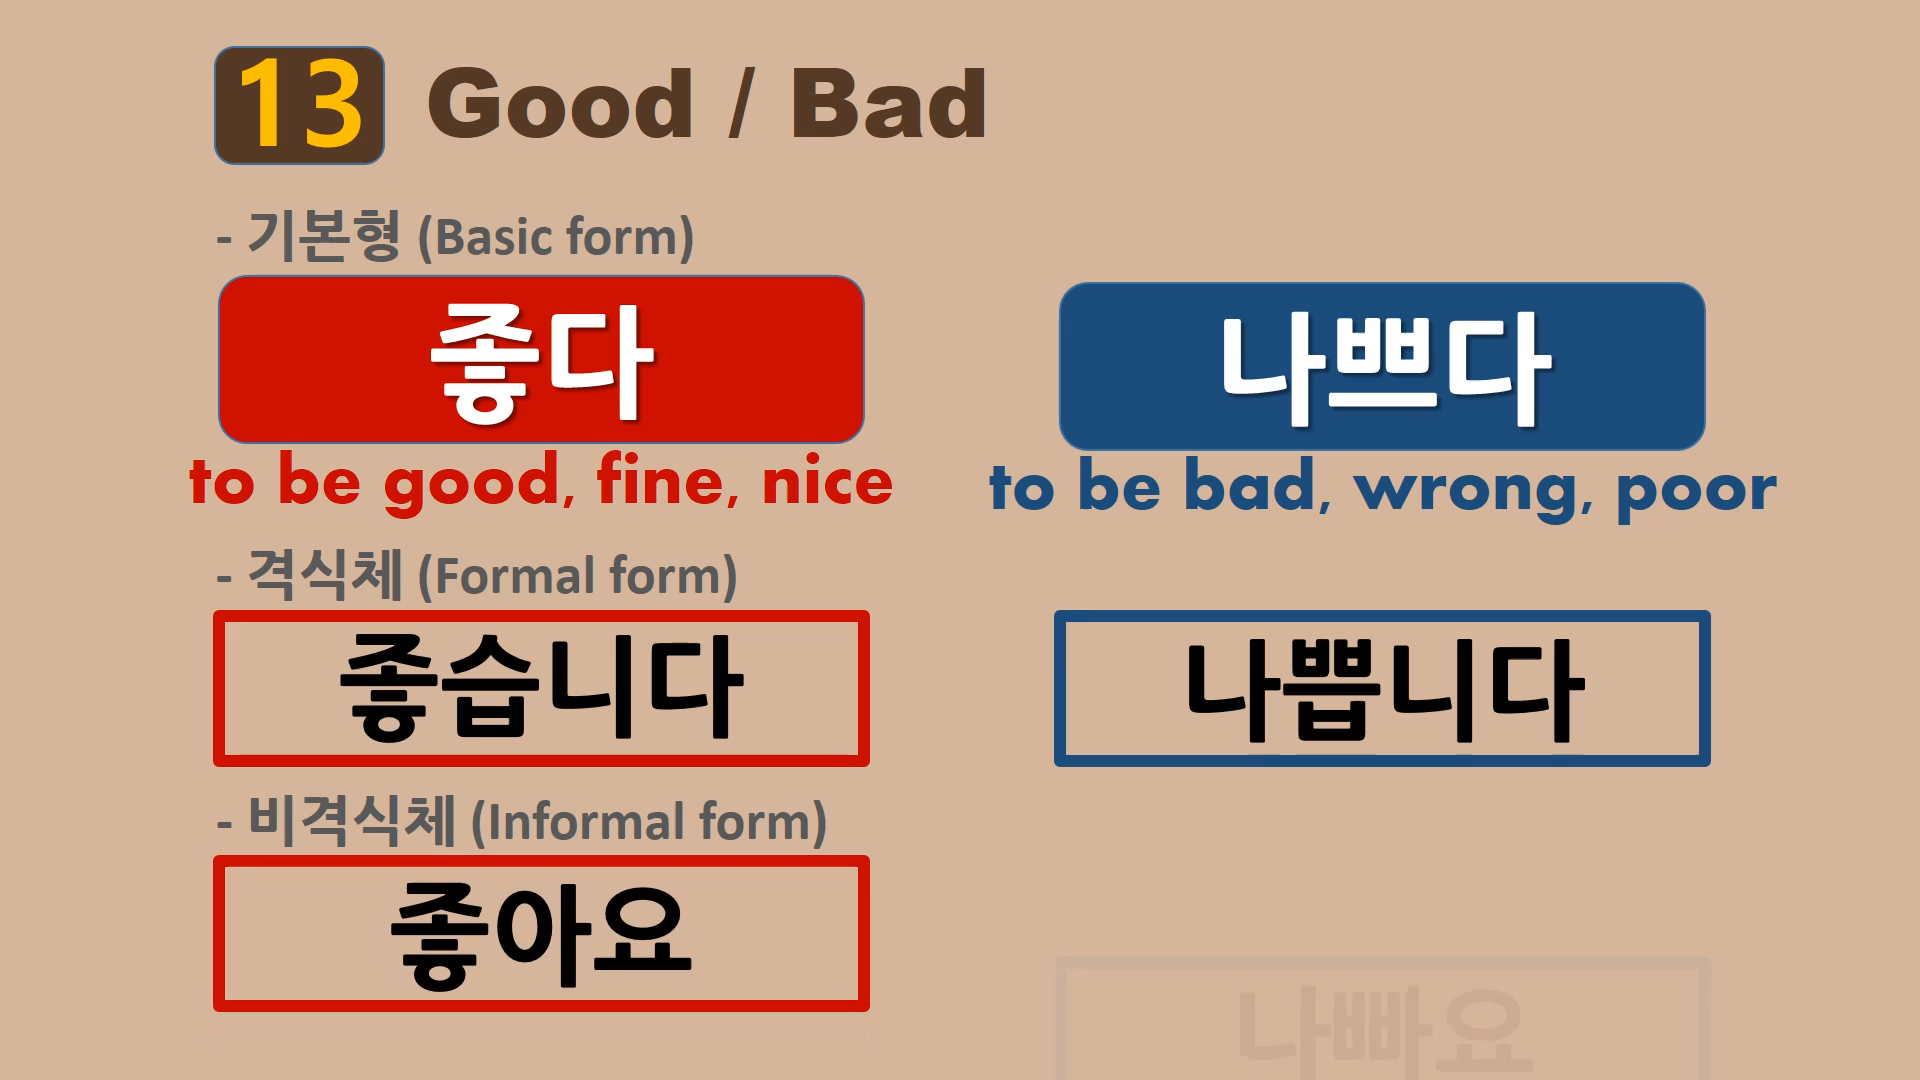 13 Good / Bad
- 기본형 (Basic form)
좋다
나쁘다
to be good, fine, nice
to be bad, wrong, poor
- 격식체 (Formal form)
좋습니다
나쁩니다
- 비격식체 (Informal form)
좋아요
나빠요